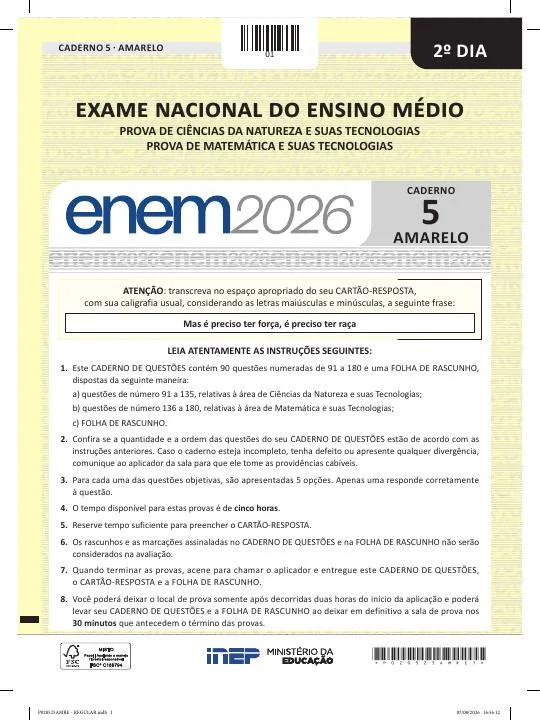 CADERNO 5 · AMARELO
01
2º DIA
EXAME NACIONAL DO ENSINO MÉDIO
PROVA DE CIÊNCIAS DA NATUREZA E SUAS TECNOLOGIAS
PROVA DE MATEMÁTICA E SUAS TECNOLOGIAS
enem2026
CADERNO
5
AMARELO
ATENÇÃO: transcreva no espaço apropriado do seu CARTÃO-RESPOSTA,
com sua caligrafia usual, considerando as letras maiúsculas e minúsculas, a seguinte frase:
Mas é preciso ter força, é preciso ter raça
LEIA ATENTAMENTE AS INSTRUÇÕES SEGUINTES:
1. Este CADERNO DE QUESTÕES contém 90 questões numeradas de 91 a 180 e uma FOLHA DE RASCUNHO,
dispostas da seguinte maneira:
a) questões de número 91 a 135, relativas à área de Ciências da Natureza e suas Tecnologias;
b) questões de número 136 a 180, relativas à área de Matemática e suas Tecnologias;
c) FOLHA DE RASCUNHO.
2. Confira se a quantidade e a ordem das questões do seu CADERNO DE QUESTÕES estão de acordo com as
instruções anteriores. Caso o caderno esteja incompleto, tenha defeito ou apresente qualquer divergência,
comunique ao aplicador da sala para que ele tome as providências cabíveis.
3. Para cada uma das questões objetivas, são apresentadas 5 opções. Apenas uma responde corretamente
à questão.
4. O tempo disponível para estas provas é de cinco horas.
5. Reserve tempo suficiente para preencher o CARTÃO-RESPOSTA.
6. Os rascunhos e as marcações assinaladas no CADERNO DE QUESTÕES e na FOLHA DE RASCUNHO não serão
considerados na avaliação.
7. Quando terminar as provas, acene para chamar o aplicador e entregue este CADERNO DE QUESTÕES,
o CARTÃO-RESPOSTA e a FOLHA DE RASCUNHO.
8. Você poderá deixar o local de prova somente após decorridas duas horas do início da aplicação e poderá
levar seu CADERNO DE QUESTÕES e a FOLHA DE RASCUNHO ao deixar em definitivo a sala de prova nos
30 minutos que antecedem o término das provas.
FSC
MISTO
inep
MINISTÉRIO DA
EDUCAÇÃO